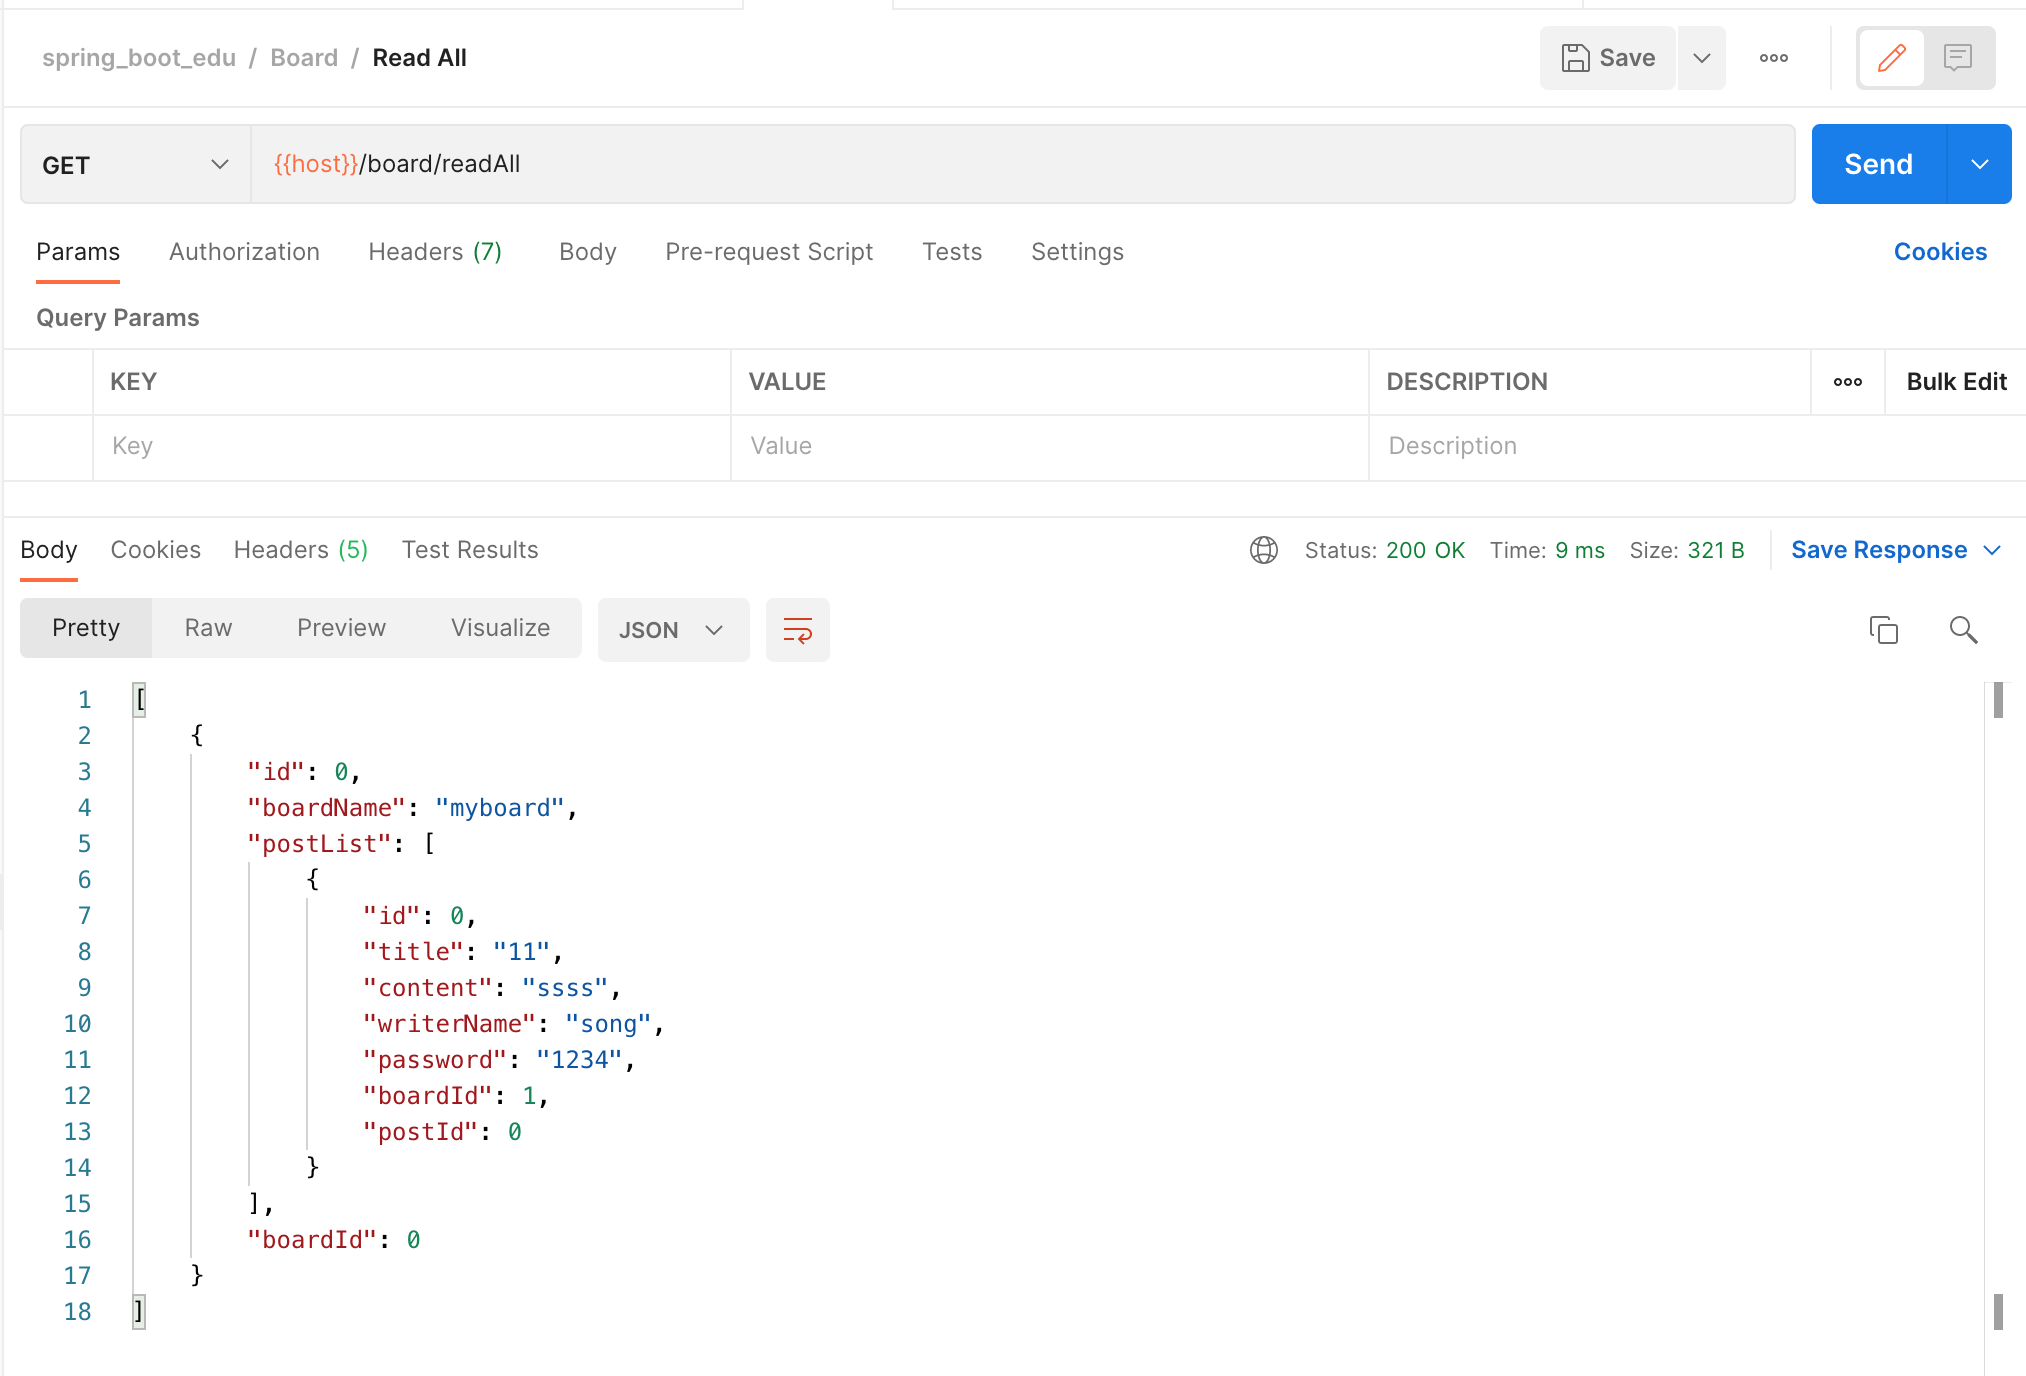 spring_boot_edu / Board / Read All
Save
GET
{{host}}/board/readAll
Send
Params Authorization Headers (7) Body Pre-request Script Tests Settings Cookies
Query Params
KEY VALUE DESCRIPTION Bulk Edit
Key Value Description
Body Cookies Headers (5) Test Results Status: 200 OK Time: 9 ms Size: 321 B Save Response
Pretty Raw Preview Visualize JSON
1 [
2 {
3 "id": 0,
4 "boardName": "myboard",
5 "postList": [
6 {
7 "id": 0,
8 "title": "11",
9 "content": "ssss",
10 "writerName": "song",
11 "password": "1234",
12 "boardId": 1,
13 "postId": 0
14 }
15 ],
16 "boardId": 0
17 }
18 ]